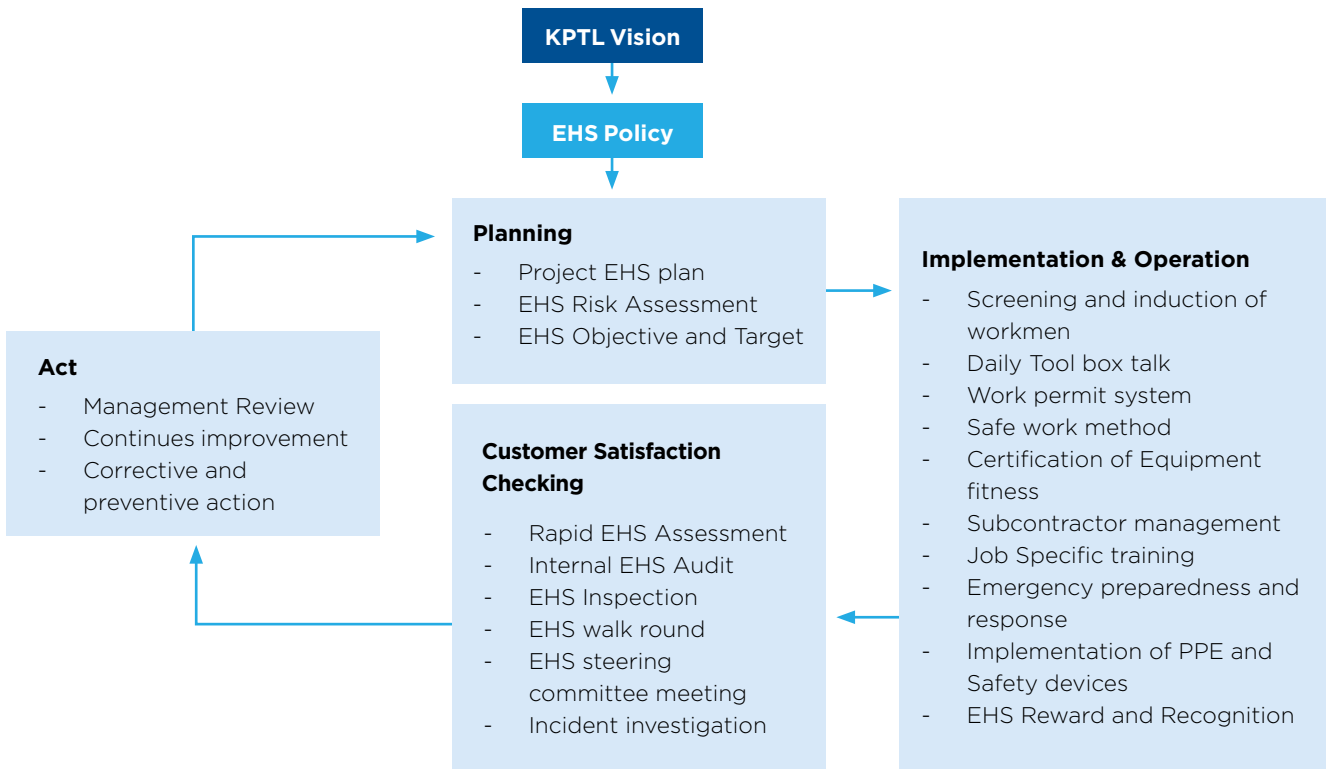 KPTL Vision
EHS Policy
Planning
- Project EHS plan
- EHS Risk Assessment
- EHS Objective and Target
Implementation & Operation
- Screening and induction of
workmen
- Daily Tool box talk
- Work permit system
- Safe work method
- Certification of Equipment
fitness
- Subcontractor management
- Job Specific training
- Emergency preparedness and
response
- Implementation of PPE and
Safety devices
- EHS Reward and Recognition
Customer Satisfaction
Checking
- Rapid EHS Assessment
- Internal EHS Audit
- EHS Inspection
- EHS walk round
- EHS steering
committee meeting
- Incident investigation
Act
- Management Review
- Continues improvement
- Corrective and
preventive action